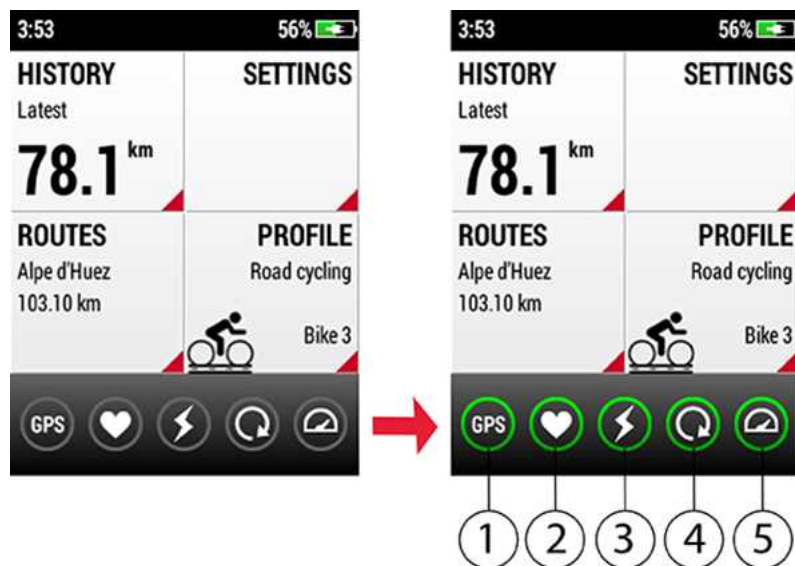 3:53 56%
HISTORY SETTINGS
Latest
78.1 km
ROUTES PROFILE
Alpe d'Huez Road cycling
103.10 km
Bike 3
GPS
3:53 56%
HISTORY SETTINGS
Latest
78.1 km
ROUTES PROFILE
Alpe d'Huez Road cycling
103.10 km
Bike 3
GPS
1 2 3 4 5